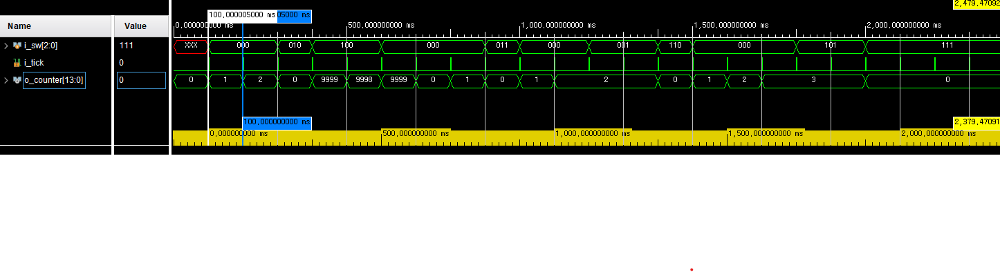 2,479.47092
100,000005000 ms 05000 ms
Name Value 0,000000000 ms 500,000000000 ms 1,000,000000000 ms 1,500,000000000 ms 2,000,000000000 ms
i_sw[2:0] 111 XXX 000 010 100 000 011 000 001 110 000 101 111
i_tick 0
o_counter[13:0] 0 0 1 2 0 9999 9998 9999 0 1 0 1 2 0 1 2 3 0
100,000000000 ms 2,379.47091
0,000000000 ms 500,000000000 ms 1,000,000000000 ms 1,500,000000000 ms 2,000,000000000 ms